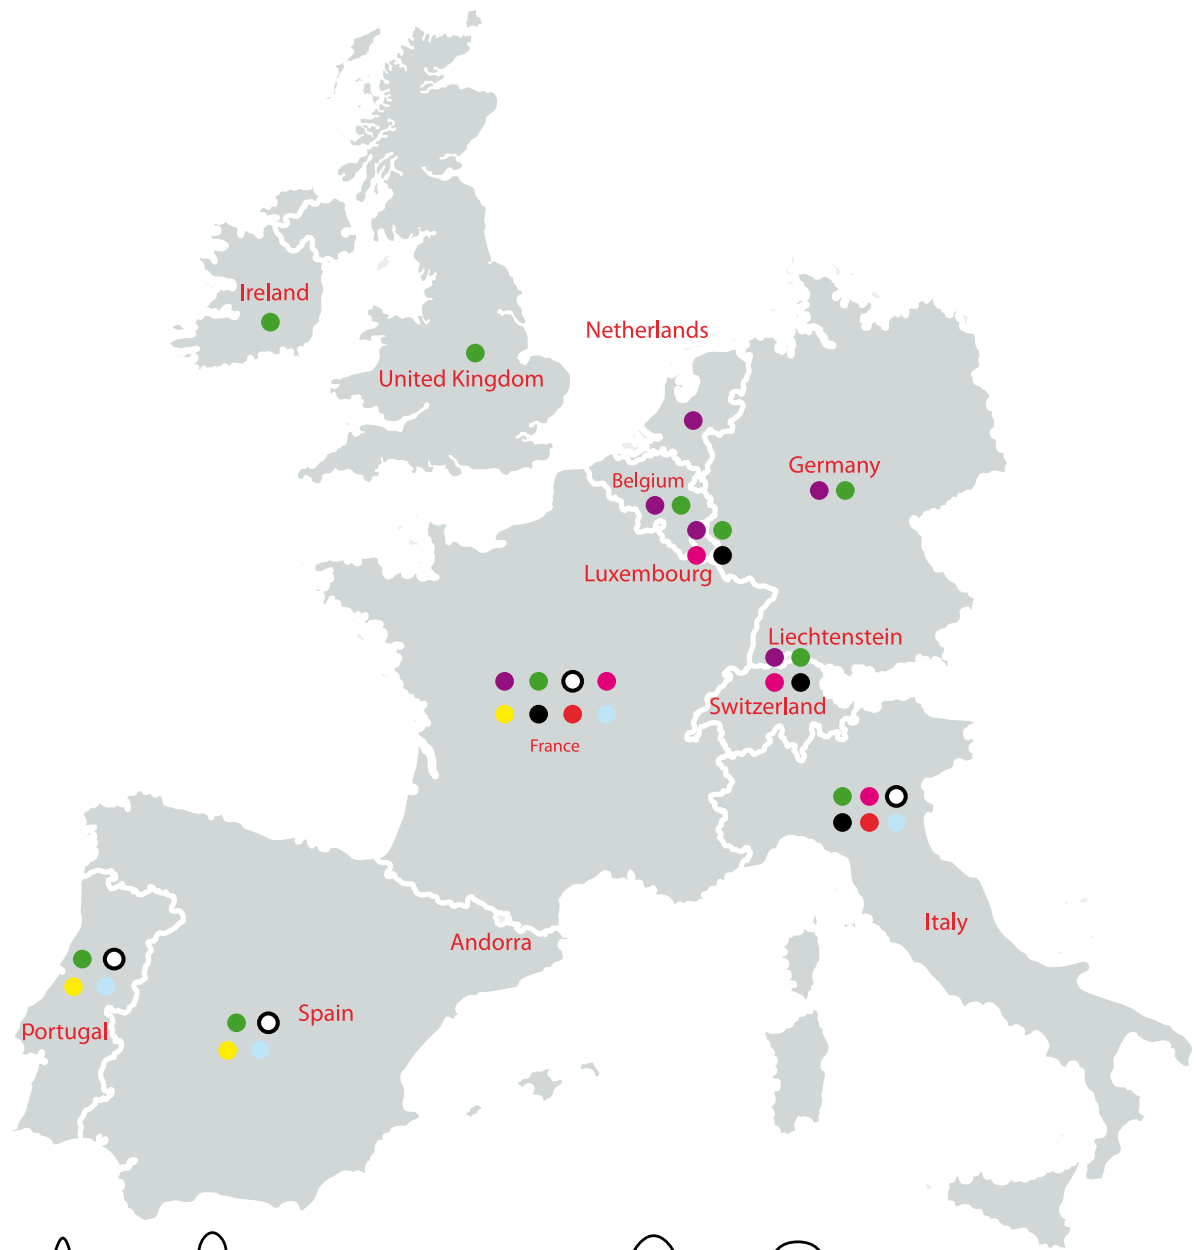 Ireland
Netherlands
United Kingdom
Germany
Belgium
Luxembourg
Liechtenstein
Switzerland
France
Italy
Andorra
Spain
Portugal